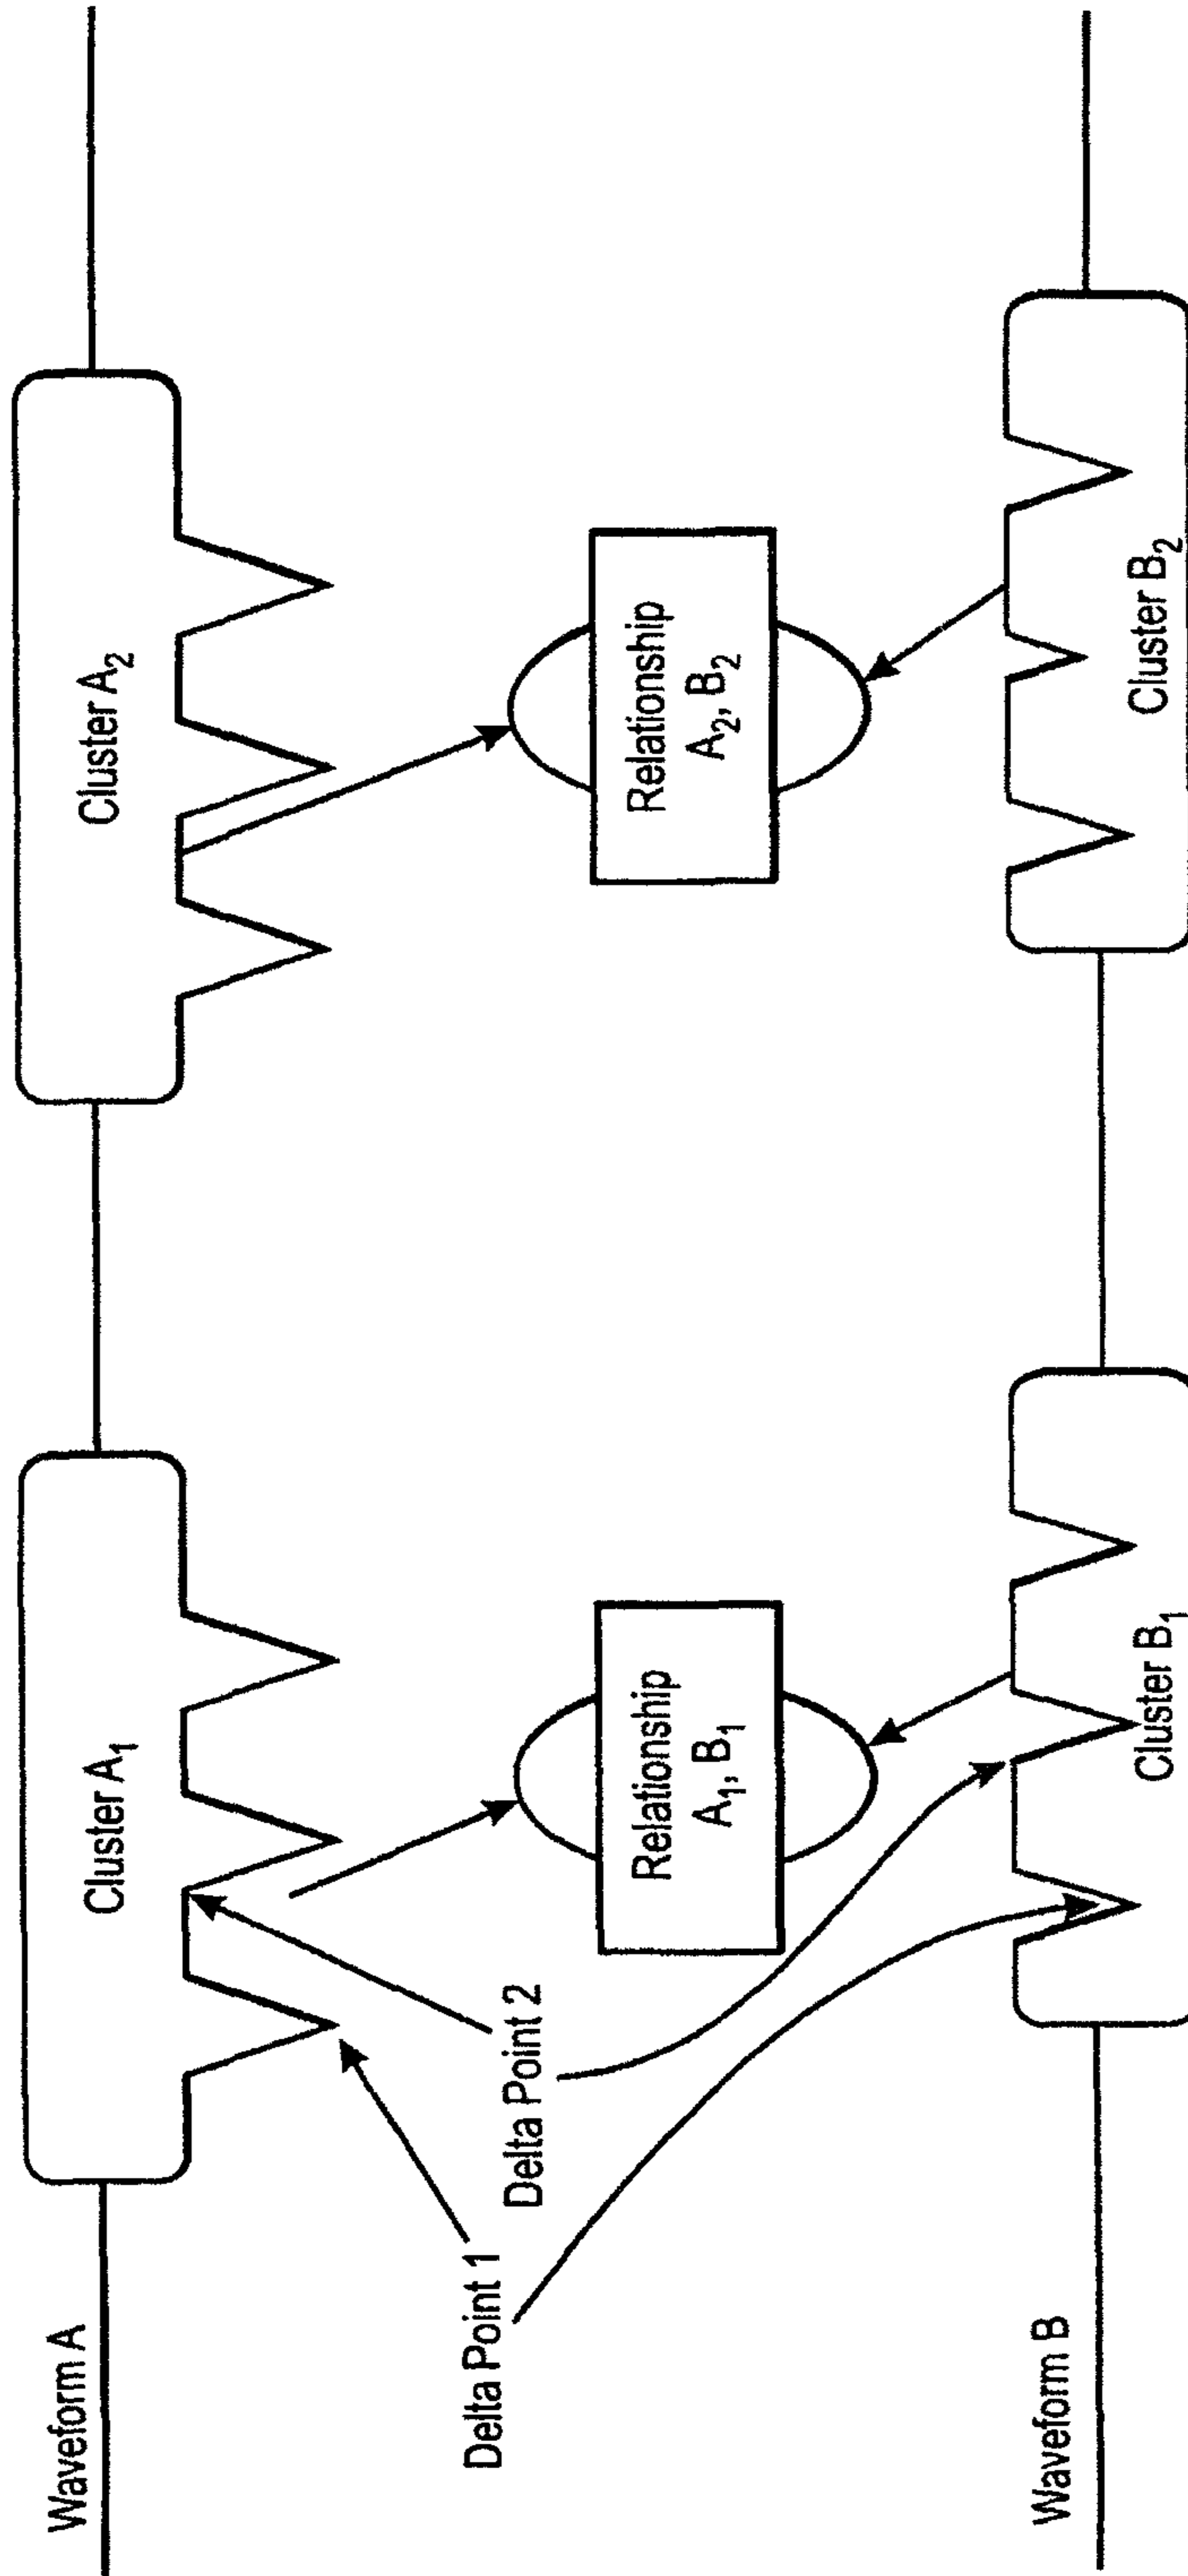 Waveform A
Cluster A₁
Cluster A₂
Delta Point 1
Delta Point 2
Relationship
A₁, B₁
Relationship
A₂, B₂
Waveform B
Cluster B₁
Cluster B₂